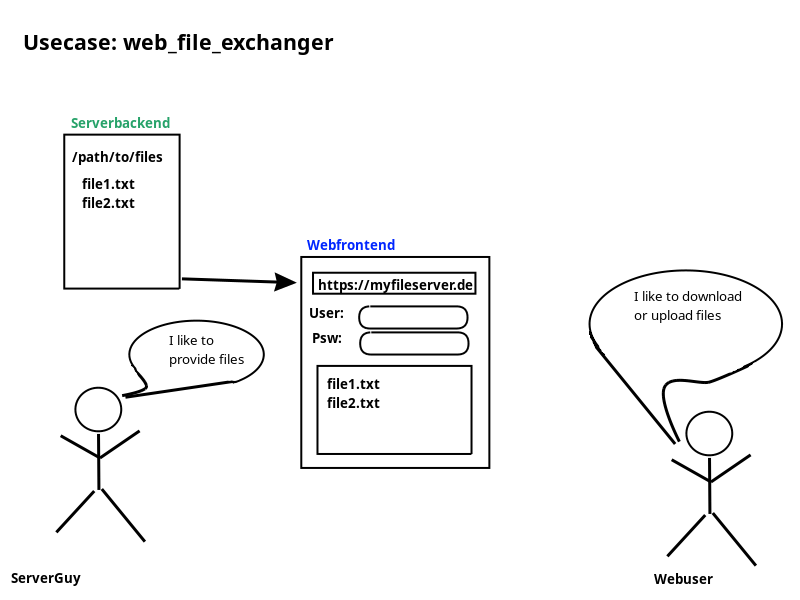 Usecase: web_file_exchanger
Serverbackend
/path/to/files
file1.txt
file2.txt
Webfrontend
https://myfileserver.de
User:
Psw:
file1.txt
file2.txt
I like to
provide files
I like to download
or upload files
ServerGuy
Webuser